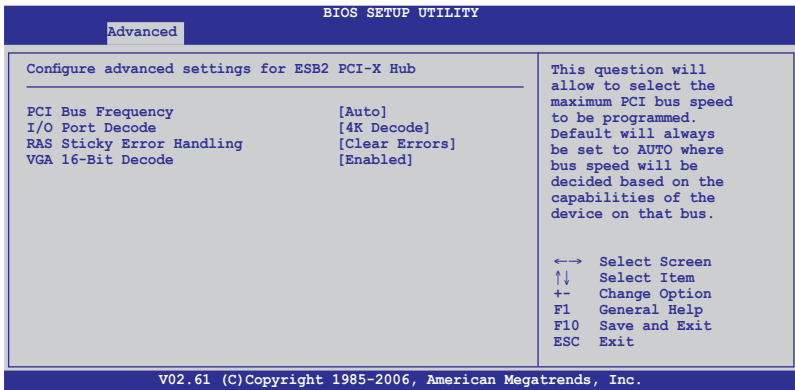 BIOS SETUP UTILITY
Advanced
Configure advanced settings for ESB2 PCI-X Hub
PCI Bus Frequency [Auto]
I/O Port Decode [4K Decode]
RAS Sticky Error Handling [Clear Errors]
VGA 16-Bit Decode [Enabled]
This question will
allow to select the
maximum PCI bus speed
to be programmed.
Default will always
be set to AUTO where
bus speed will be
decided based on the
capabilities of the
device on that bus.
←→ Select Screen
↑↓ Select Item
+- Change Option
F1 General Help
F10 Save and Exit
ESC Exit
V02.61 (C)Copyright 1985-2006, American Megatrends, Inc.